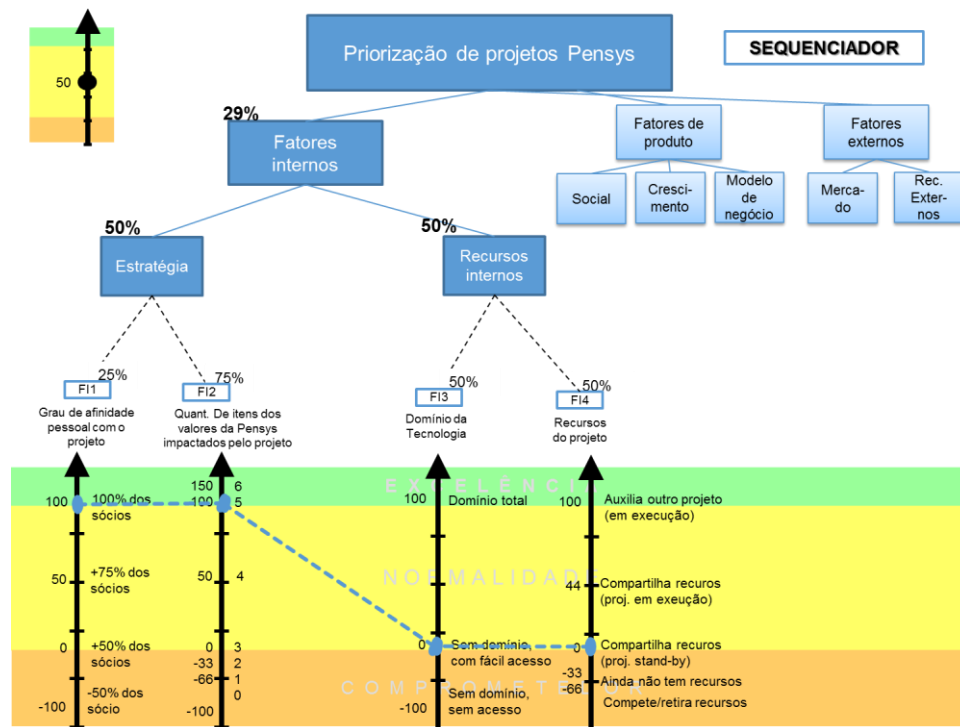 Priorização de projetos Pensys
SEQUENCIADOR
50
29%
Fatores
internos
Fatores de
produto
Fatores
externos
Social
Cresci-
mento
Modelo
de
negócio
Merca-
do
Rec.
Exter-
nos
50%
Estratégia
50%
Recursos
internos
25%
FI1
Grau de afinidade
pessoal com o
projeto
75%
FI2
Quant. De itens dos
valores da Pensys
impactados pelo projeto
50%
FI3
Domínio da
Tecnologia
50%
FI4
Recursos
do projeto
EXCELÊNCIA
NORMALIDADE
COMPROMETEDOR
100
100% dos
sócios
50
+75% dos
sócios
0
+50% dos
sócios
-100
-50% dos
sócio
150 6
100 5
50 4
0 3
-33 2
-66 1
0
-100
100
Domínio total
0
Sem domínio,
com fácil acesso
-100
Sem domínio,
sem acesso
100
Auxilia outro projeto
(em execução)
44
Compartilha recuros
(proj. em exeução)
0
Compartilha recuros
(proj. stand-by)
-33
Ainda não tem recursos
-66
Compete/retira recursos